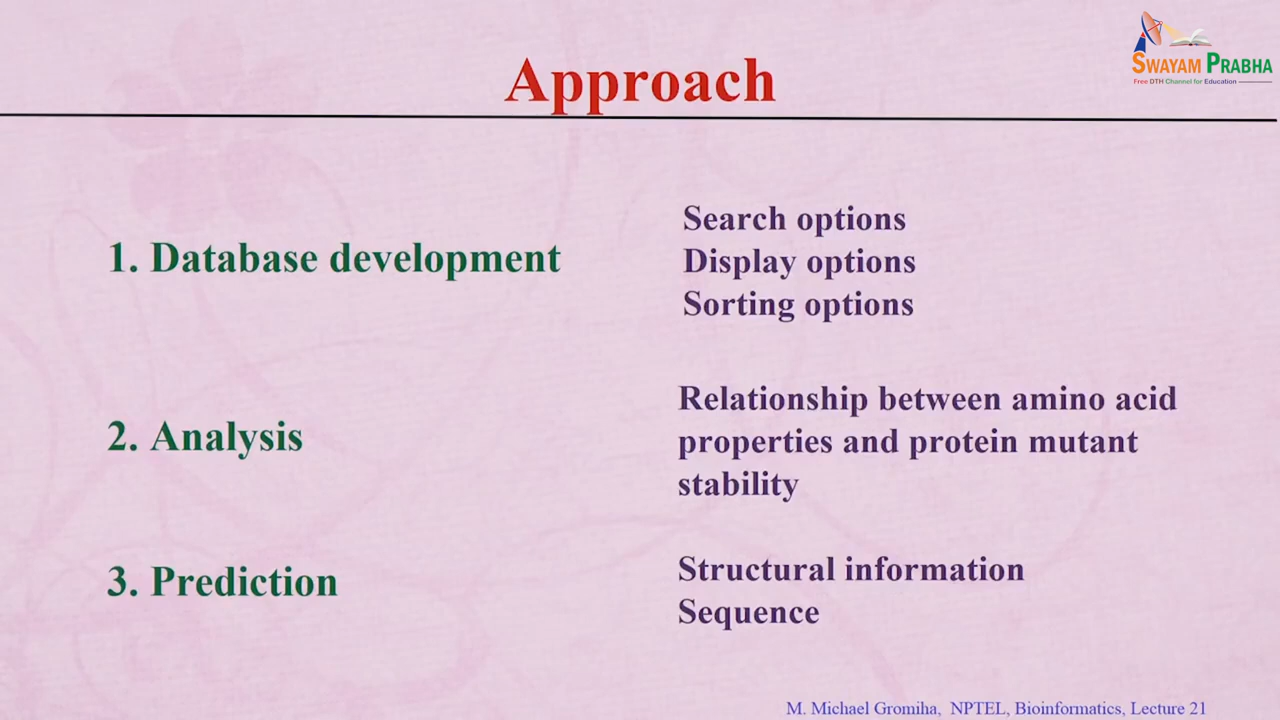 SWAYAM PRABHA
Free DTH Channel for Education
Approach
1. Database development
Search options
Display options
Sorting options
2. Analysis
Relationship between amino acid
properties and protein mutant
stability
3. Prediction
Structural information
Sequence
M. Michael Gromiha, NPTEL, Bioinformatics, Lecture 21